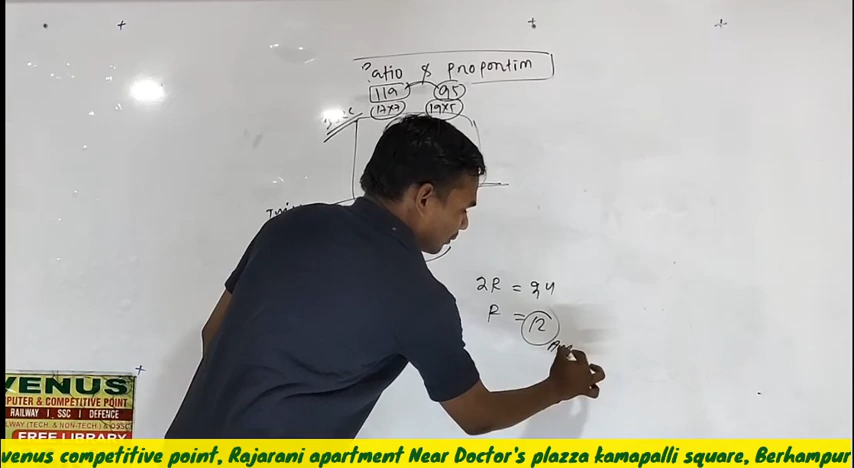 Ratio & Proportion
119 95
17×7 19×5
2R = 24
R = 12
Ans
VENUS
PUTER & COMPETITIVE POINT
RAILWAY I SSC I DEFENCE
FREE LIBRARY
venus competitive point, Rajarani apartment Near Doctor's plazza kamapalli square, Berhampur